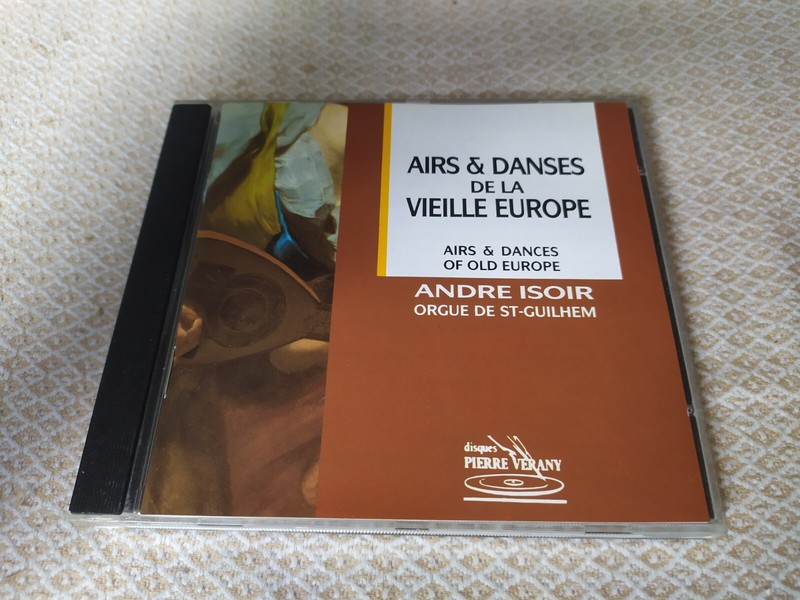 AIRS & DANSES
DE LA
VIEILLE EUROPE
AIRS & DANCES
OF OLD EUROPE
ANDRE ISOIR
ORGUE DE ST-GUILHEM
disques
PIERRE VERANY